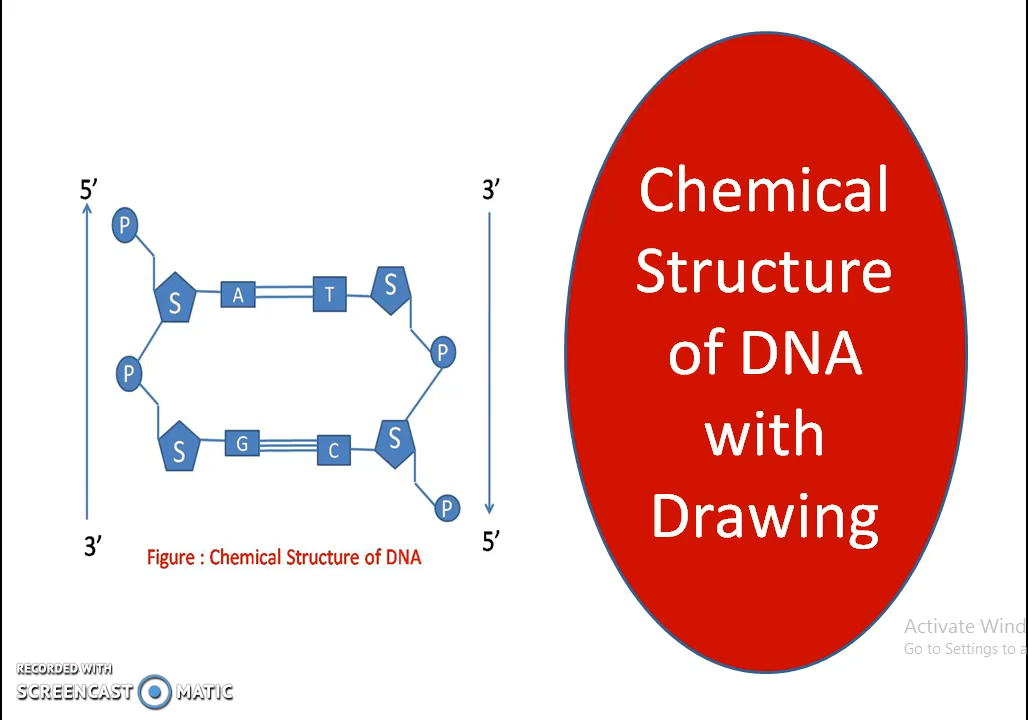 5’
3’
P
S
A
T
S
P
P
S
G
C
S
P
3’
5’
Figure : Chemical Structure of DNA
Chemical
Structure
of DNA
with
Drawing
Activate Wind
Go to Settings to a
RECORDED WITH
SCREENCAST MATIC